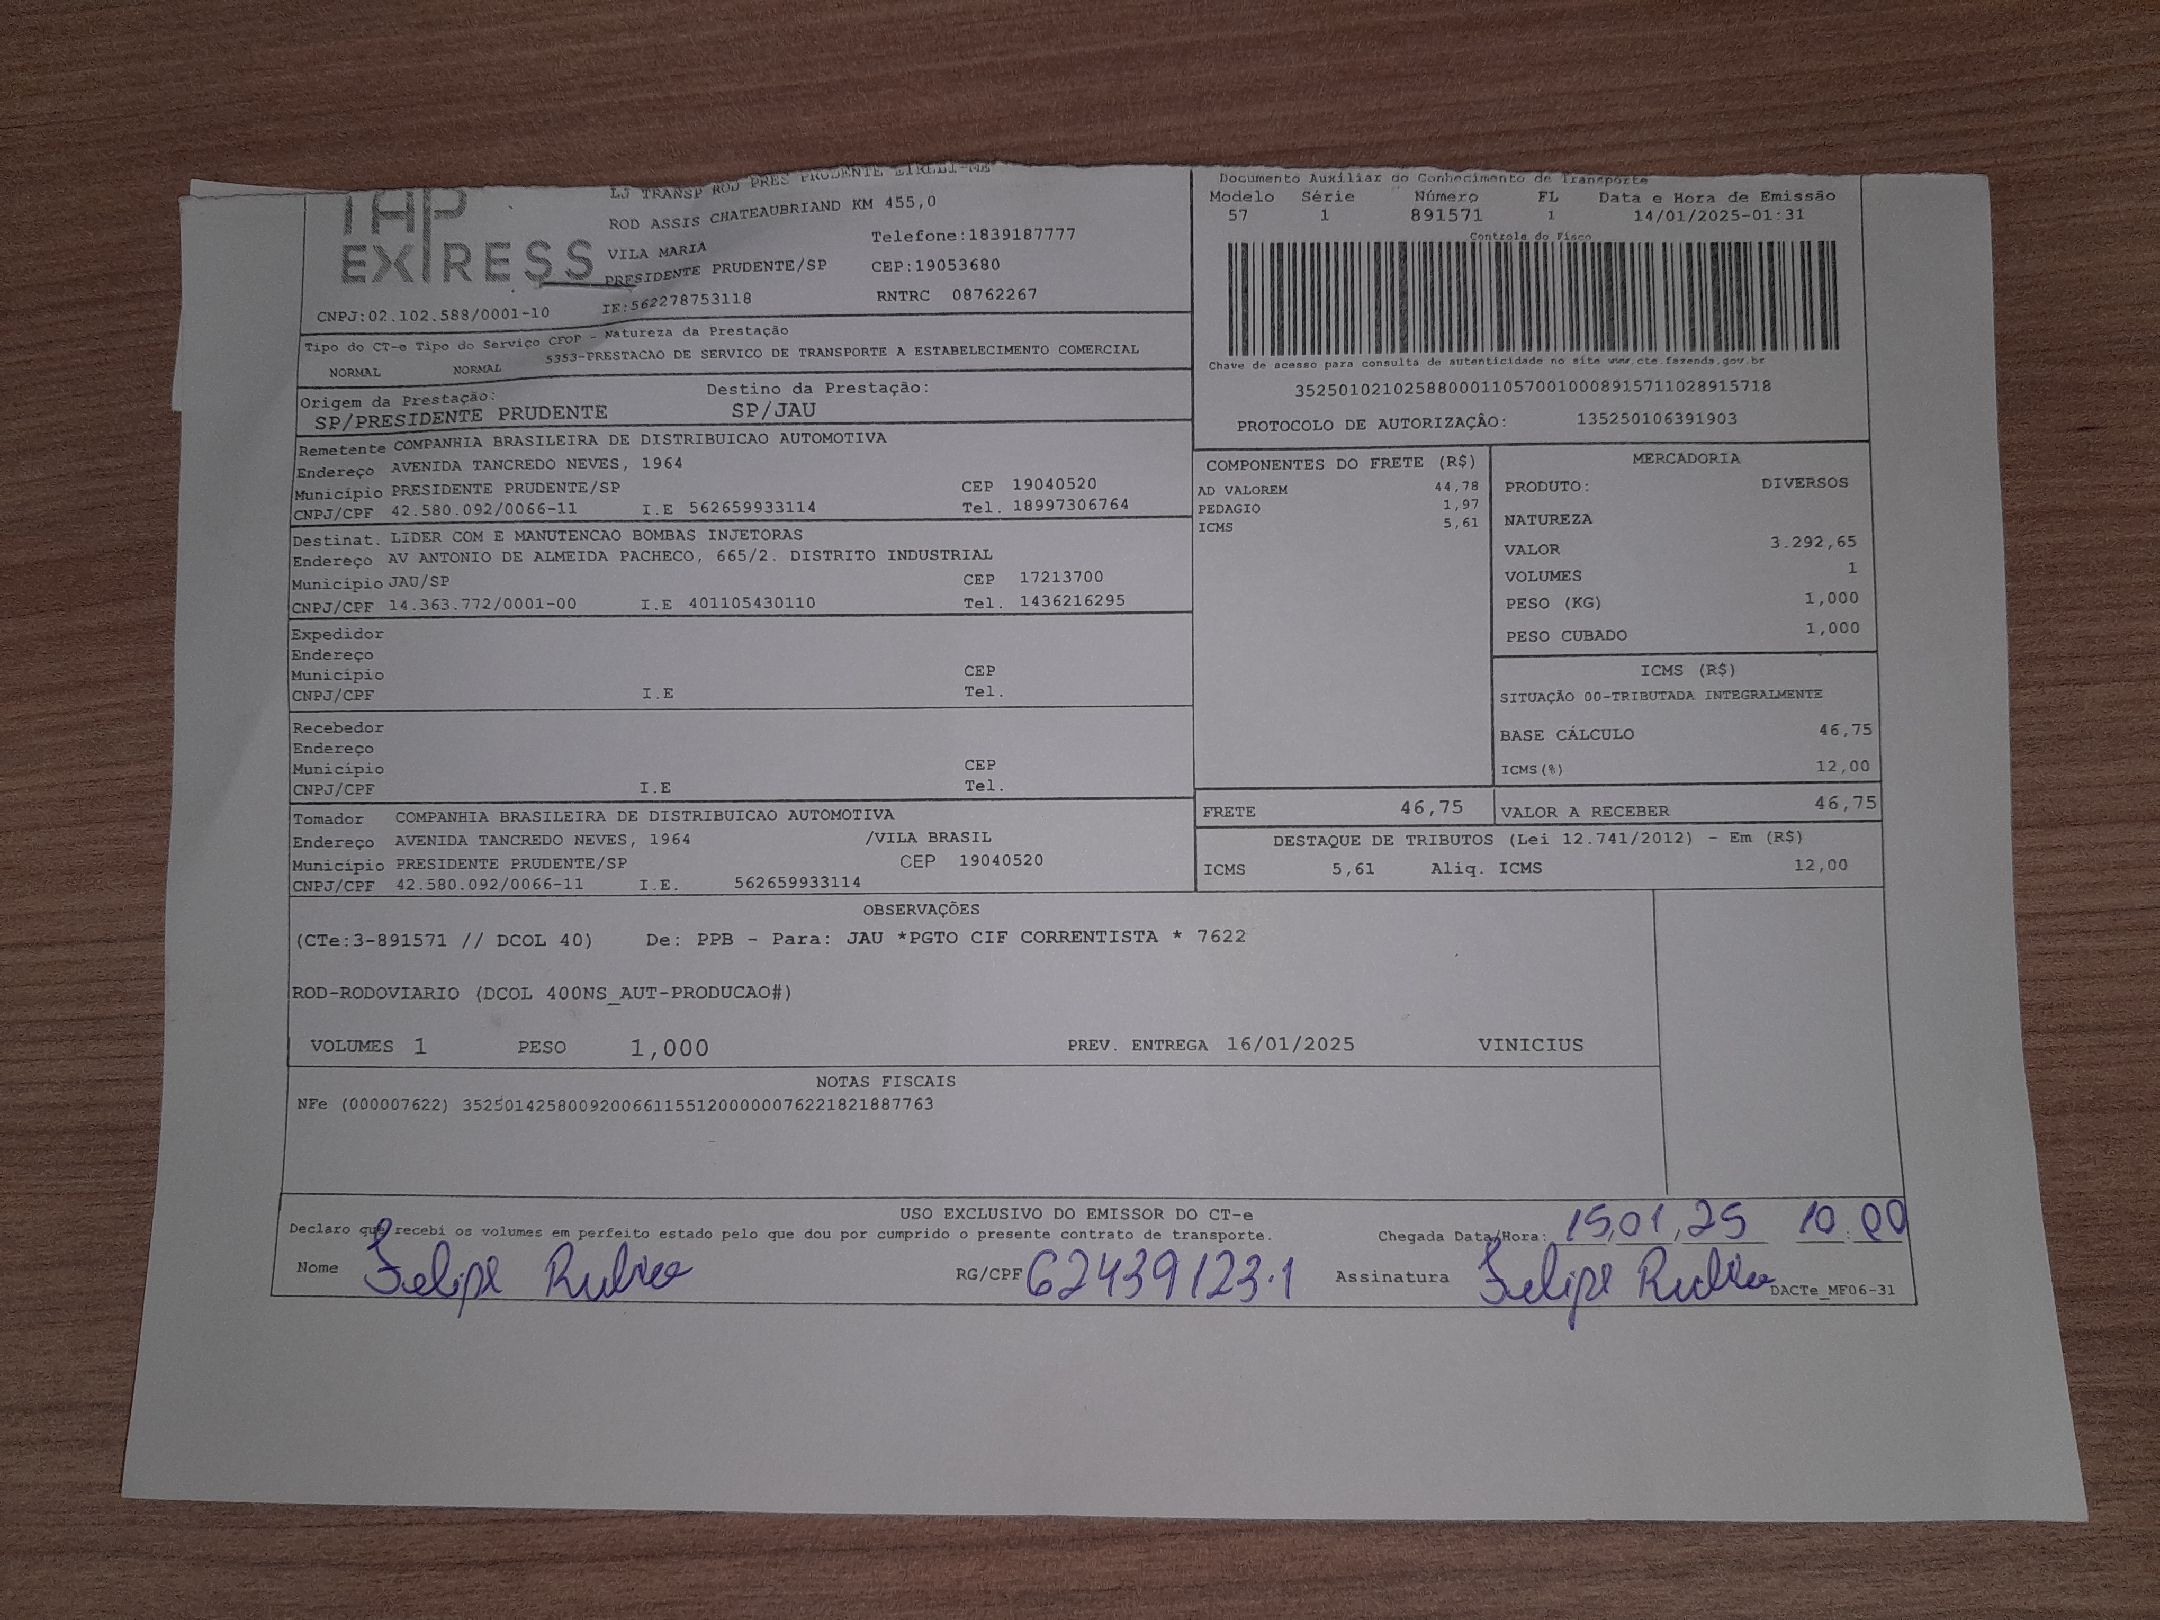 TAP
EXPRESS
LJ TRANSP ROD PRES PRUDENTE EIRELI-ME
ROD ASSIS CHATEAUBRIAND KM 455,0
VILA MARIA Telefone:1839187777
PRESIDENTE PRUDENTE/SP CEP:19053680
IE:562278753118 RNTRC 08762267
CNPJ:02.102.588/0001-10
Tipo do CT-e Tipo do Serviço CFOP - Natureza da Prestação
NORMAL NORMAL 5353-PRESTACAO DE SERVICO DE TRANSPORTE A ESTABELECIMENTO COMERCIAL
Origem da Prestação: Destino da Prestação:
SP/PRESIDENTE PRUDENTE SP/JAU
Documento Auxiliar do Conhecimento de Transporte
Modelo Série Número FL Data e Hora de Emissão
57 1 891571 1 14/01/2025-01:31
Controle do Fisco
Chave de acesso para consulta de autenticidade no site www.cte.fazenda.gov.br
35250102102588000110570010008915711028915718
PROTOCOLO DE AUTORIZAÇÂO: 135250106391903
Remetente COMPANHIA BRASILEIRA DE DISTRIBUICAO AUTOMOTIVA
Endereço AVENIDA TANCREDO NEVES, 1964
Município PRESIDENTE PRUDENTE/SP CEP 19040520
CNPJ/CPF 42.580.092/0066-11 I.E 562659933114 Tel. 18997306764
Destinat. LIDER COM E MANUTENCAO BOMBAS INJETORAS
Endereço AV ANTONIO DE ALMEIDA PACHECO, 665/2. DISTRITO INDUSTRIAL
Município JAU/SP CEP 17213700
CNPJ/CPF 14.363.772/0001-00 I.E 401105430110 Tel. 1436216295
Expedidor
Endereço
Município CEP
CNPJ/CPF I.E Tel.
Recebedor
Endereço
Município CEP
CNPJ/CPF I.E Tel.
Tomador COMPANHIA BRASILEIRA DE DISTRIBUICAO AUTOMOTIVA
Endereço AVENIDA TANCREDO NEVES, 1964 /VILA BRASIL
Município PRESIDENTE PRUDENTE/SP CEP 19040520
CNPJ/CPF 42.580.092/0066-11 I.E. 562659933114
COMPONENTES DO FRETE (R$)
AD VALOREM 44,78
PEDAGIO 1,97
ICMS 5,61
MERCADORIA
PRODUTO: DIVERSOS
NATUREZA
VALOR 3.292,65
VOLUMES 1
PESO (KG) 1,000
PESO CUBADO 1,000
ICMS (R$)
SITUAÇÃO 00-TRIBUTADA INTEGRALMENTE
BASE CÁLCULO 46,75
ICMS(%) 12,00
FRETE 46,75 VALOR A RECEBER 46,75
DESTAQUE DE TRIBUTOS (Lei 12.741/2012) - Em (R$)
ICMS 5,61 Aliq. ICMS 12,00
OBSERVAÇÕES
(CTe:3-891571 // DCOL 40) De: PPB - Para: JAU *PGTO CIF CORRENTISTA * 7622
ROD-RODOVIARIO (DCOL 400NS_AUT-PRODUCAO#)
VOLUMES 1 PESO 1,000 PREV. ENTREGA 16/01/2025 VINICIUS
NOTAS FISCAIS
NFe (000007622) 35250142580092006611551200000076221821887763
USO EXCLUSIVO DO EMISSOR DO CT-e
Declaro que recebi os volumes em perfeito estado pelo que dou por cumprido o presente contrato de transporte. Chegada Data/Hora: 15,01,25 10:00
Nome Felipe Rubio RG/CPF 62439123.1 Assinatura Felipe Rubio DACTe_MF06-31